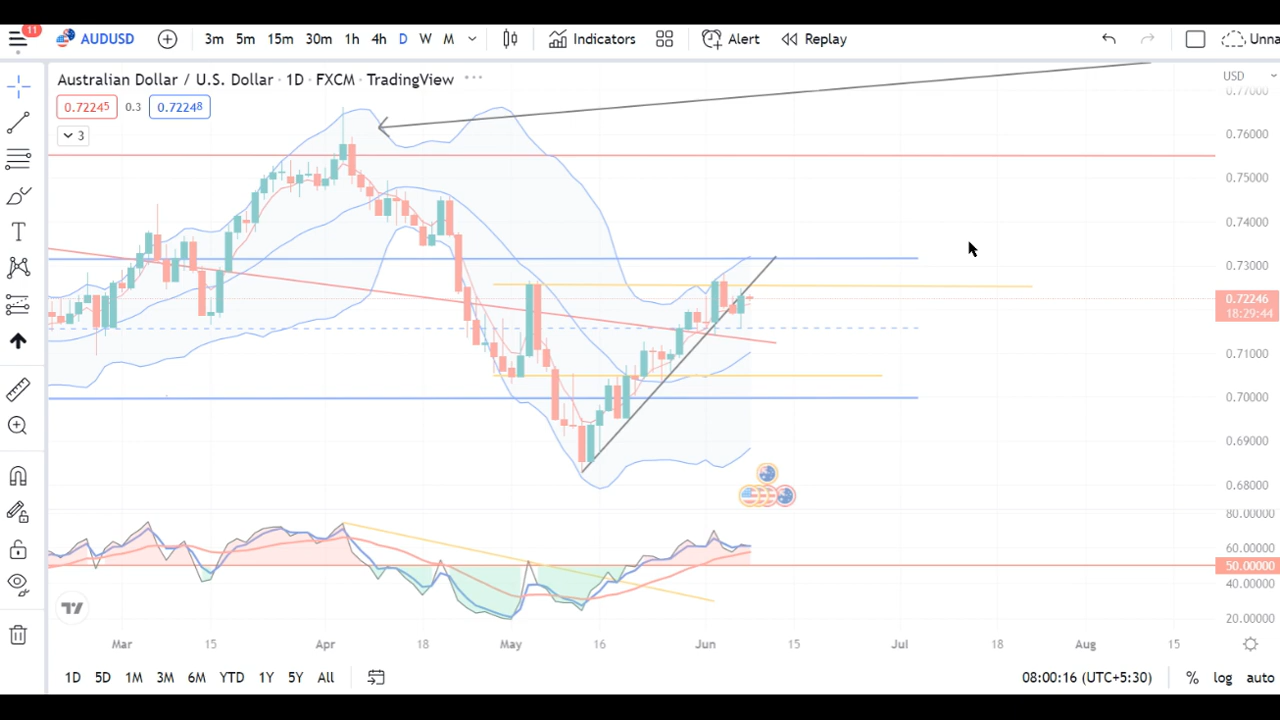 11
AUDUSD
3m 5m 15m 30m 1h 4h D W M
Indicators
Alert
Replay
Unna
Australian Dollar / U.S. Dollar · 1D · FXCM · TradingView
USD
0.72245 0.3 0.72248
3
0.77000
0.76000
0.75000
0.74000
0.73000
0.72246
18:29:44
0.71000
0.70000
0.69000
0.68000
80.00000
60.00000
50.00000
40.00000
20.00000
Mar 15 Apr 18 May 16 Jun 15 Jul 18 Aug 15
1D 5D 1M 3M 6M YTD 1Y 5Y All
08:00:16 (UTC+5:30) % log auto